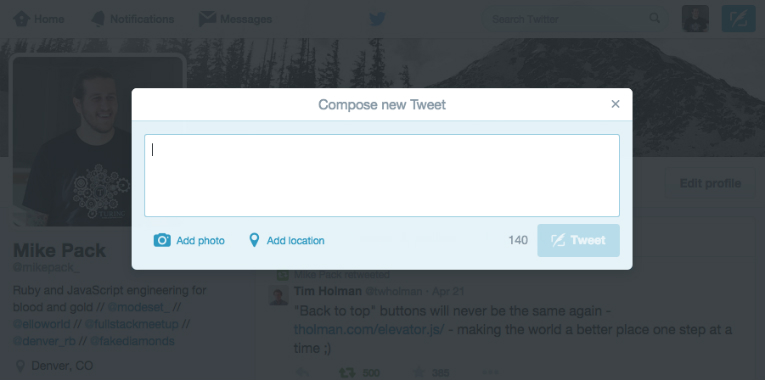 Home
Notifications
Messages
Search Twitter
Compose new Tweet
Add photo
Add location
140
Tweet
Edit profile
Mike Pack
@mikepack_
Ruby and JavaScript engineering for
blood and gold // @modeset_ //
@elloworld // @fullstackmeetup //
@denver_rb // @fakediamonds
Denver, CO
Mike Pack retweeted
Tim Holman @twholman · Apr 21
"Back to top" buttons will never be the same again -
tholman.com/elevator.js/ - making the world a better place one step at a
time ;)
500